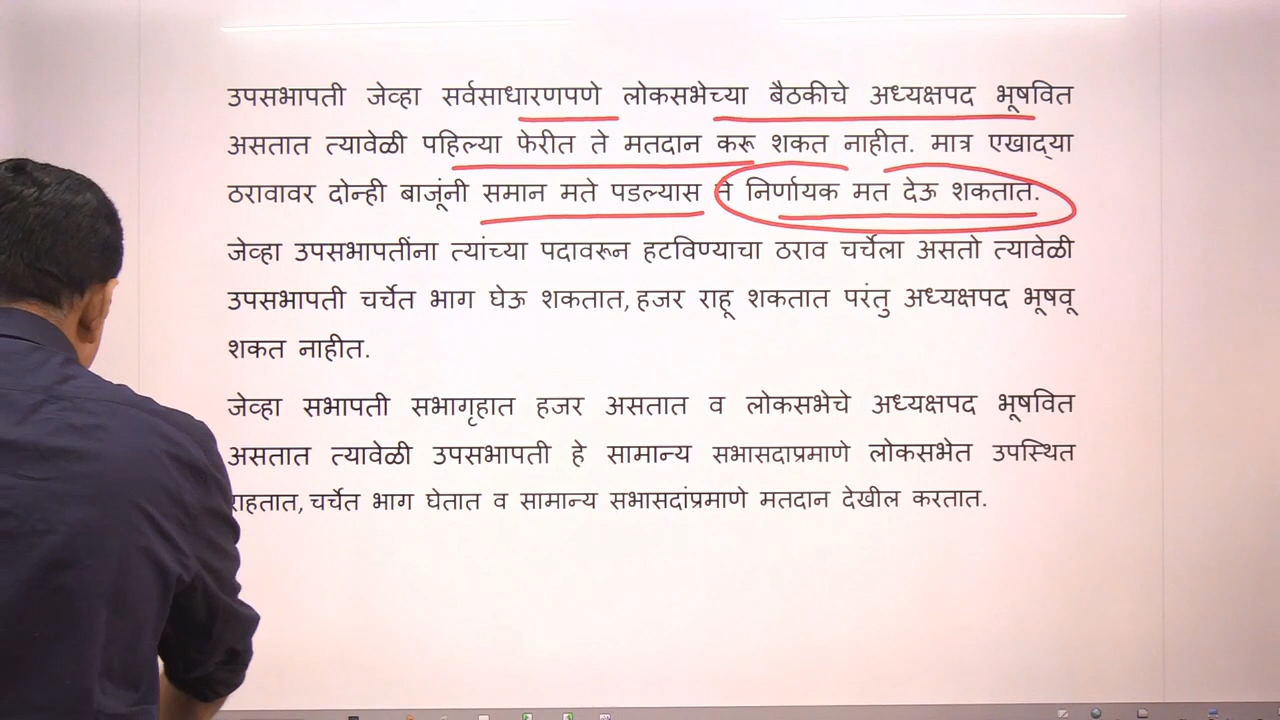 उपसभापती जेव्हा सर्वसाधारणपणे लोकसभेच्या बैठकीचे अध्यक्षपद भूषवित
असतात त्यावेळी पहिल्या फेरीत ते मतदान करू शकत नाहीत. मात्र एखाद्या
ठरावावर दोन्ही बाजूंनी समान मते पडल्यास ते निर्णायक मत देऊ शकतात.
जेव्हा उपसभापतींना त्यांच्या पदावरून हटविण्याचा ठराव चर्चेला असतो त्यावेळी
उपसभापती चर्चेत भाग घेऊ शकतात, हजर राहू शकतात परंतु अध्यक्षपद भूषवू
शकत नाहीत.
जेव्हा सभापती सभागृहात हजर असतात व लोकसभेचे अध्यक्षपद भूषवित
असतात त्यावेळी उपसभापती हे सामान्य सभासदाप्रमाणे लोकसभेत उपस्थित
राहतात, चर्चेत भाग घेतात व सामान्य सभासदांप्रमाणे मतदान देखील करतात.